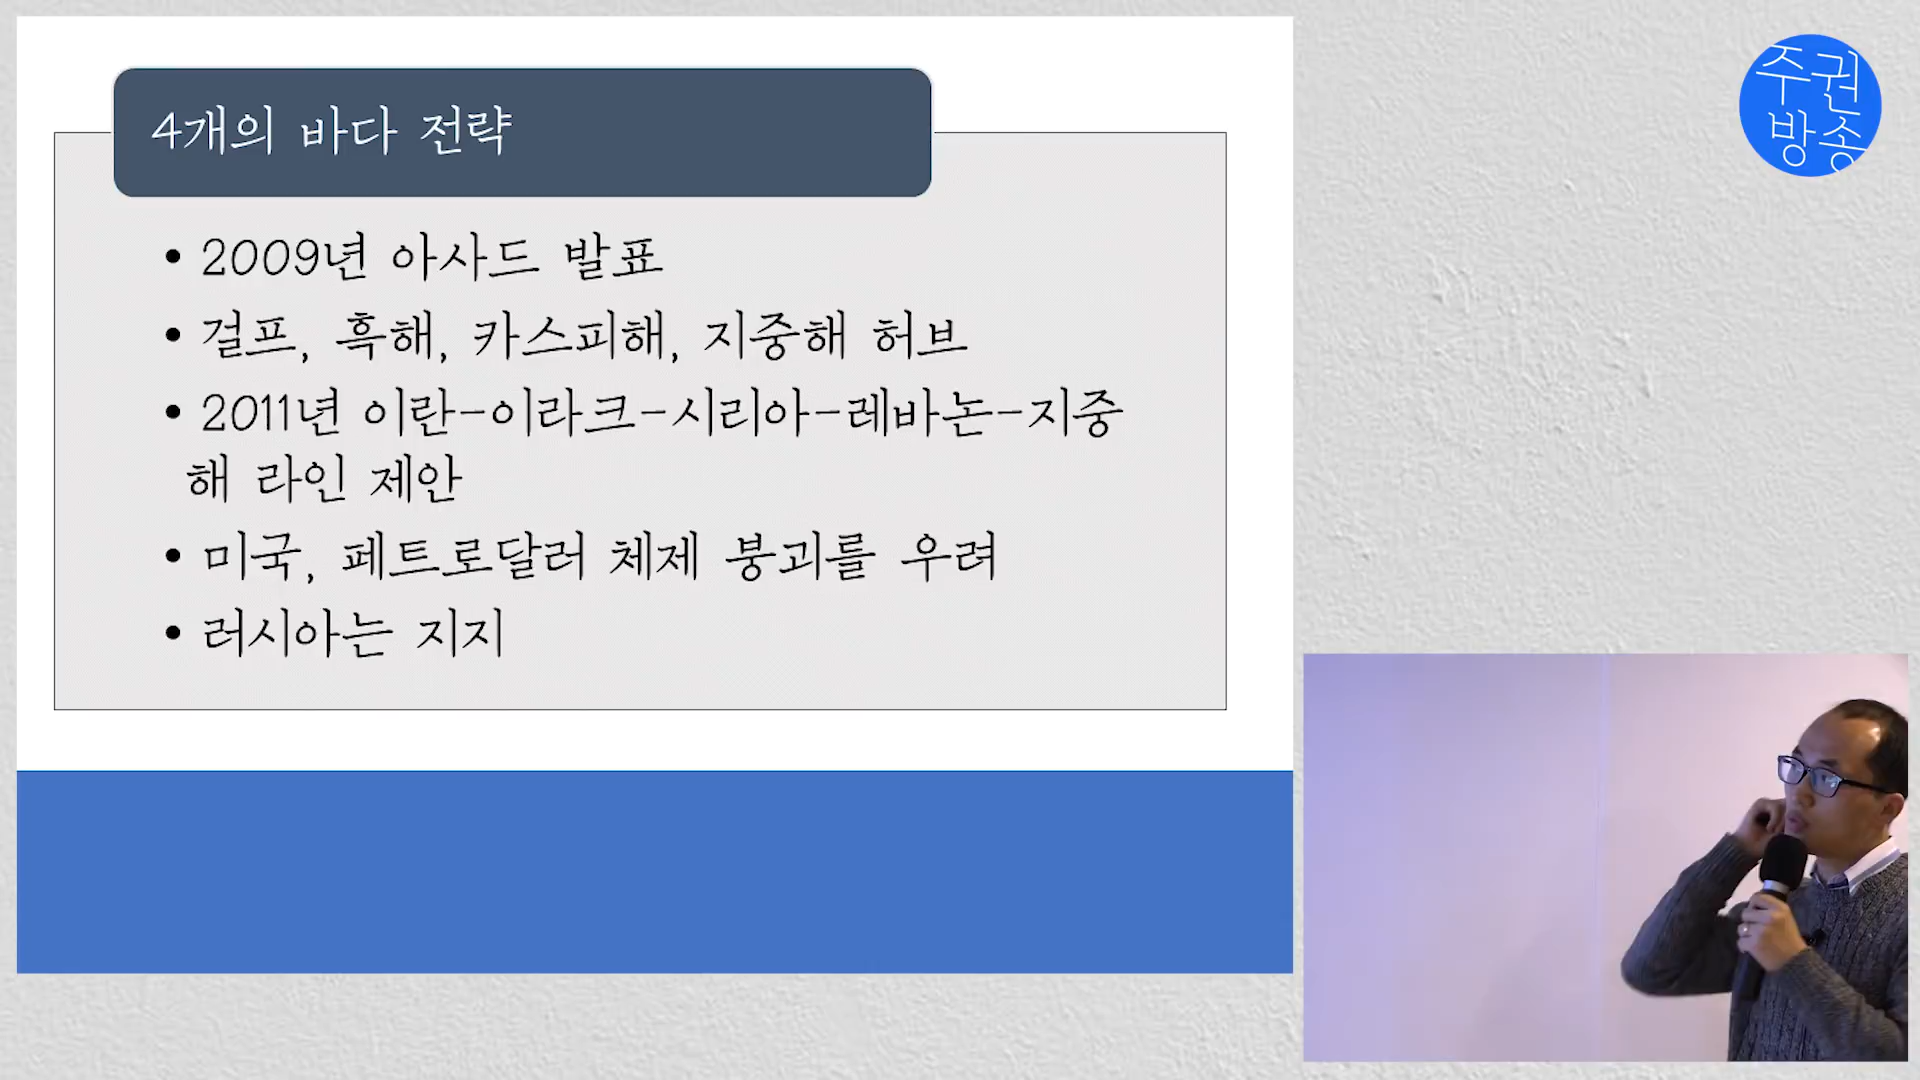 4개의 바다 전략
• 2009년 아사드 발표
• 걸프, 흑해, 카스피해, 지중해 허브
• 2011년 이란-이라크-시리아-레바논-지중
해 라인 제안
• 미국, 페트로달러 체제 붕괴를 우려
• 러시아는 지지
주권
방송